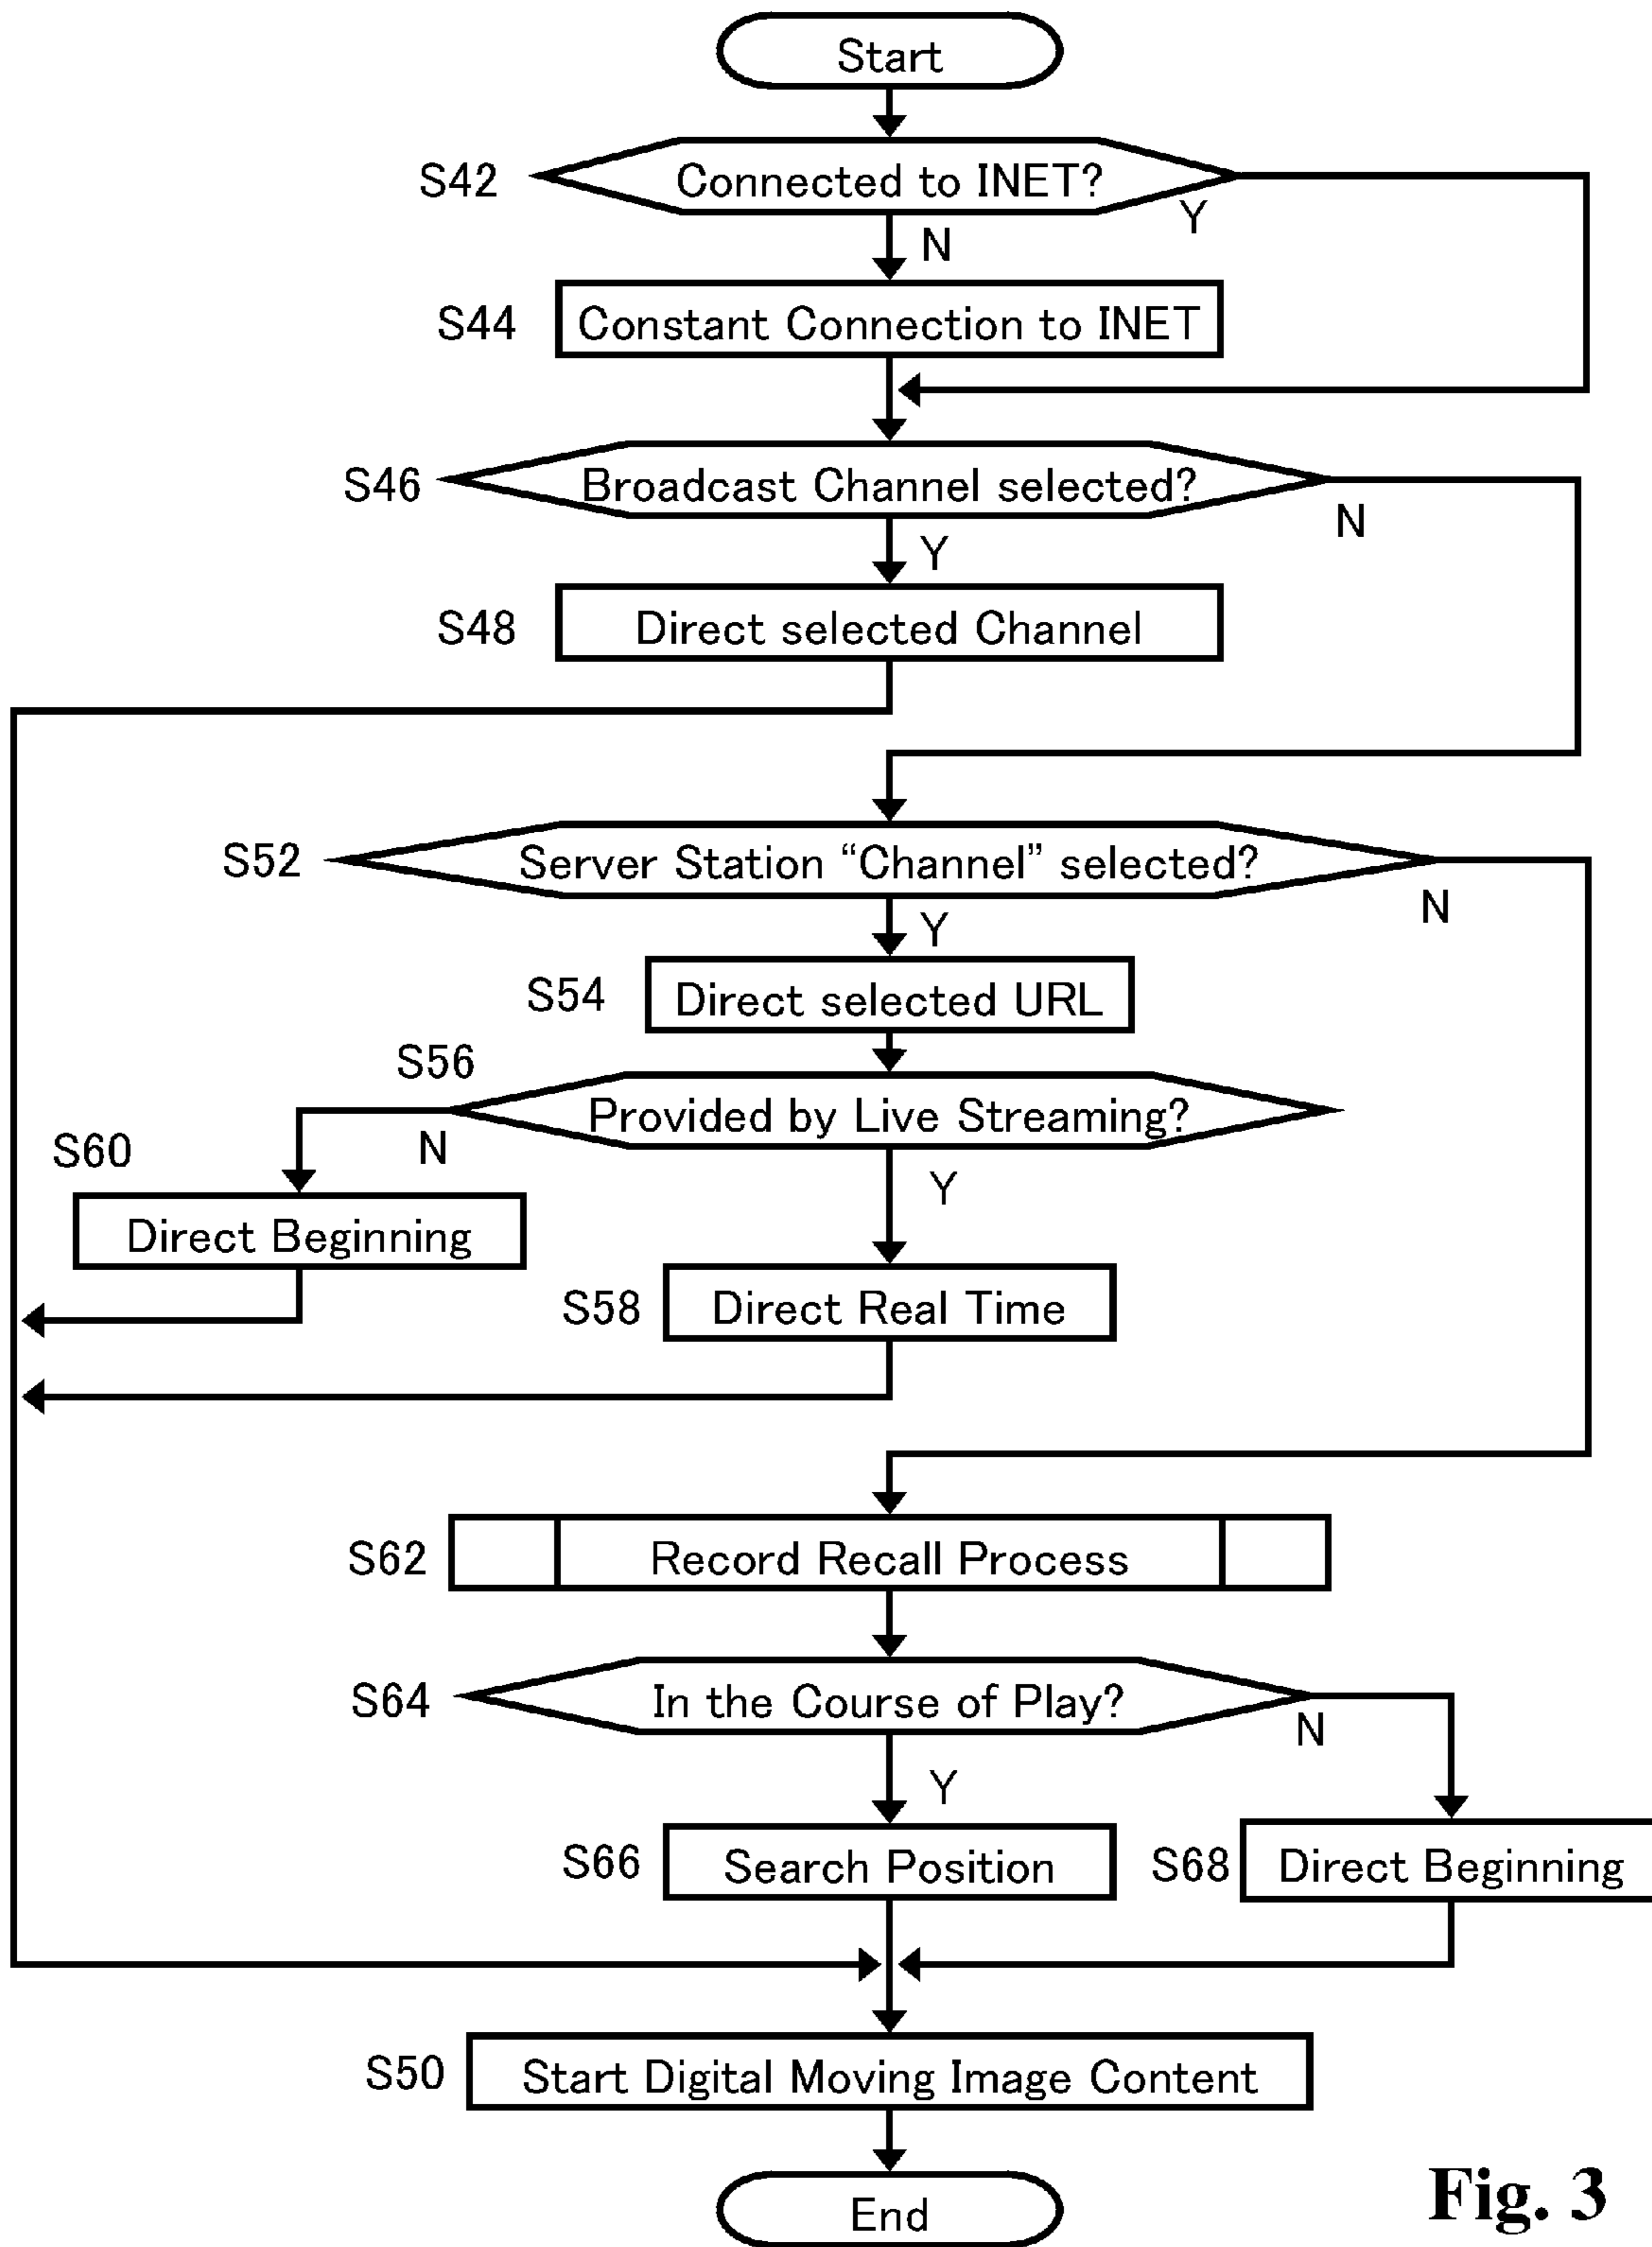 Start
S42
Connected to INET?
Y
N
S44
Constant Connection to INET
S46
Broadcast Channel selected?
N
Y
S48
Direct selected Channel
S52
Server Station “Channel” selected?
N
Y
S54
Direct selected URL
S56
Provided by Live Streaming?
N
Y
S60
Direct Beginning
S58
Direct Real Time
S62
Record Recall Process
S64
In the Course of Play?
N
Y
S66
Search Position
S68
Direct Beginning
S50
Start Digital Moving Image Content
End
Fig. 3